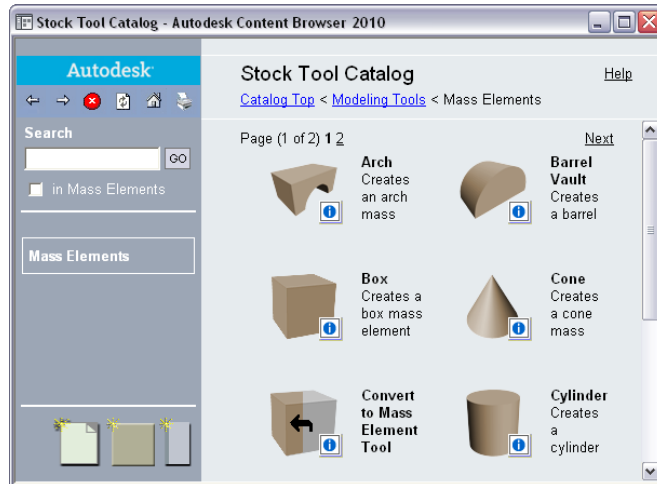 Stock Tool Catalog - Autodesk Content Browser 2010
Autodesk
Search
GO
in Mass Elements
Mass Elements
Stock Tool Catalog
Help
Catalog Top < Modeling Tools < Mass Elements
Page (1 of 2) 1 2
Next
Arch
Creates
an arch
mass
Barrel
Vault
Creates
a barrel
Box
Creates a
box mass
element
Cone
Creates
a cone
mass
Convert
to Mass
Element
Tool
Cylinder
Creates
a
cylinder